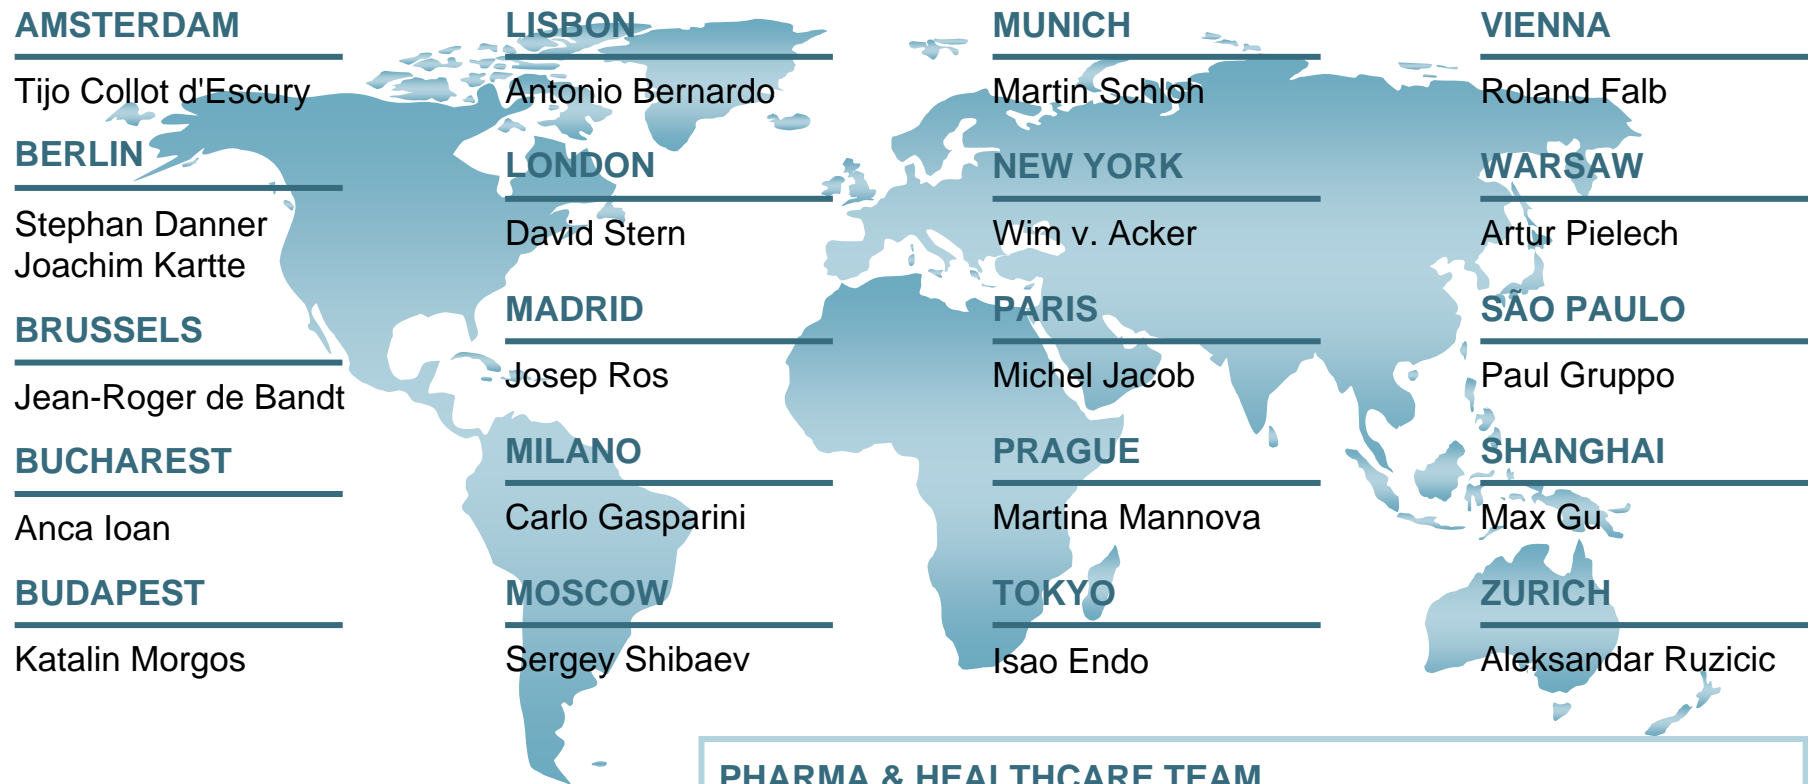 AMSTERDAM
Tijo Collot d'Escury
BERLIN
Stephan Danner
Joachim Kartte
BRUSSELS
Jean-Roger de Bandt
BUCHAREST
Anca Ioan
BUDAPEST
Katalin Morgos
LISBON
Antonio Bernardo
LONDON
David Stern
MADRID
Josep Ros
MILANO
Carlo Gasparini
MOSCOW
Sergey Shibaev
MUNICH
Martin Schloh
NEW YORK
Wim v. Acker
PARIS
Michel Jacob
PRAGUE
Martina Mannova
TOKYO
Isao Endo
VIENNA
Roland Falb
WARSAW
Artur Pielech
SÃO PAULO
Paul Gruppo
SHANGHAI
Max Gu
ZURICH
Aleksandar Ruzicic
PHARMA & HEALTHCARE TEAM